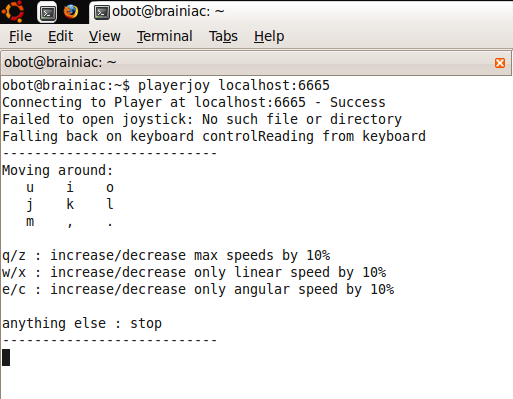 obot@brainiac: ~
File Edit View Terminal Tabs Help
obot@brainiac: ~
obot@brainiac:~$ playerjoy localhost:6665
Connecting to Player at localhost:6665 - Success
Failed to open joystick: No such file or directory
Falling back on keyboard controlReading from keyboard
---------------------------
Moving around:
   u    i    o
   j    k    l
   m    ,    .

q/z : increase/decrease max speeds by 10%
w/x : increase/decrease only linear speed by 10%
e/c : increase/decrease only angular speed by 10%

anything else : stop
---------------------------